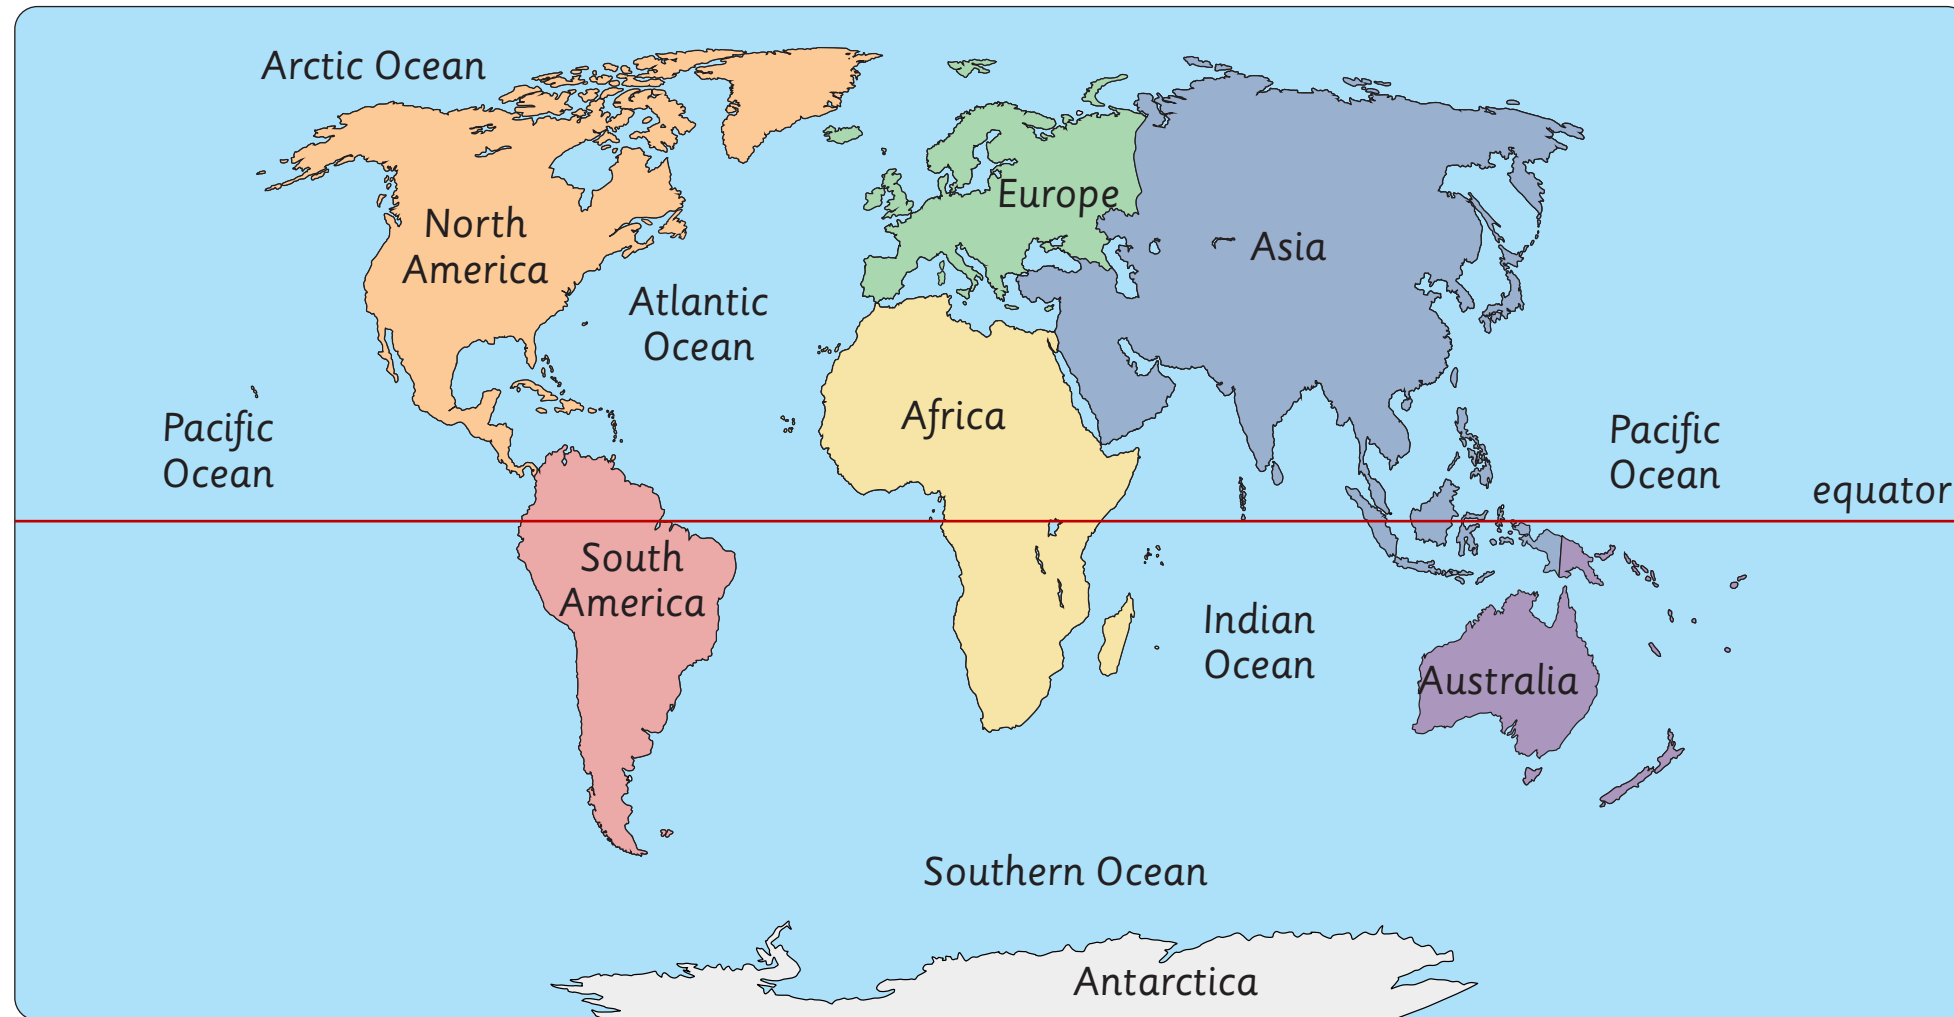 Arctic Ocean
Europe
North
America
Asia
Atlantic
Ocean
Africa
Pacific
Ocean
Pacific
Ocean
equator
South
America
Indian
Ocean
Australia
Southern Ocean
Antarctica